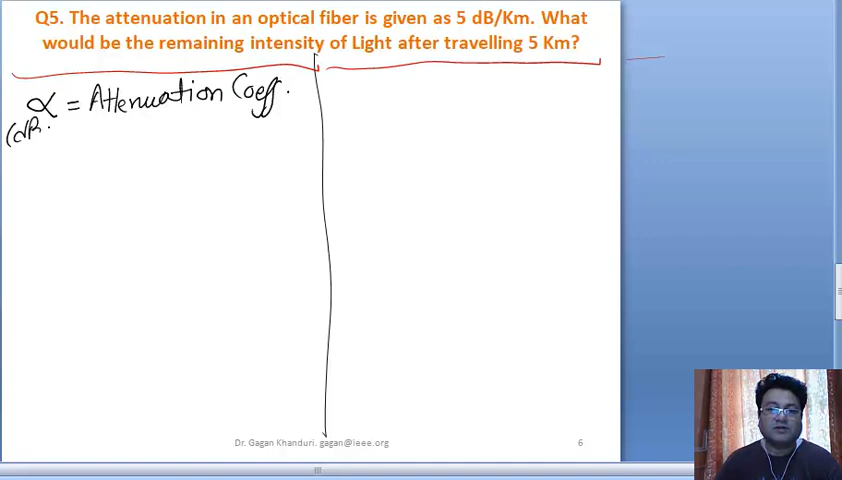 Q5. The attenuation in an optical fiber is given as 5 dB/Km. What
would be the remaining intensity of Light after travelling 5 Km?
α = Attenuation Coeff.
(dB.
Dr. Gagan Khanduri. gagan@ieee.org
6